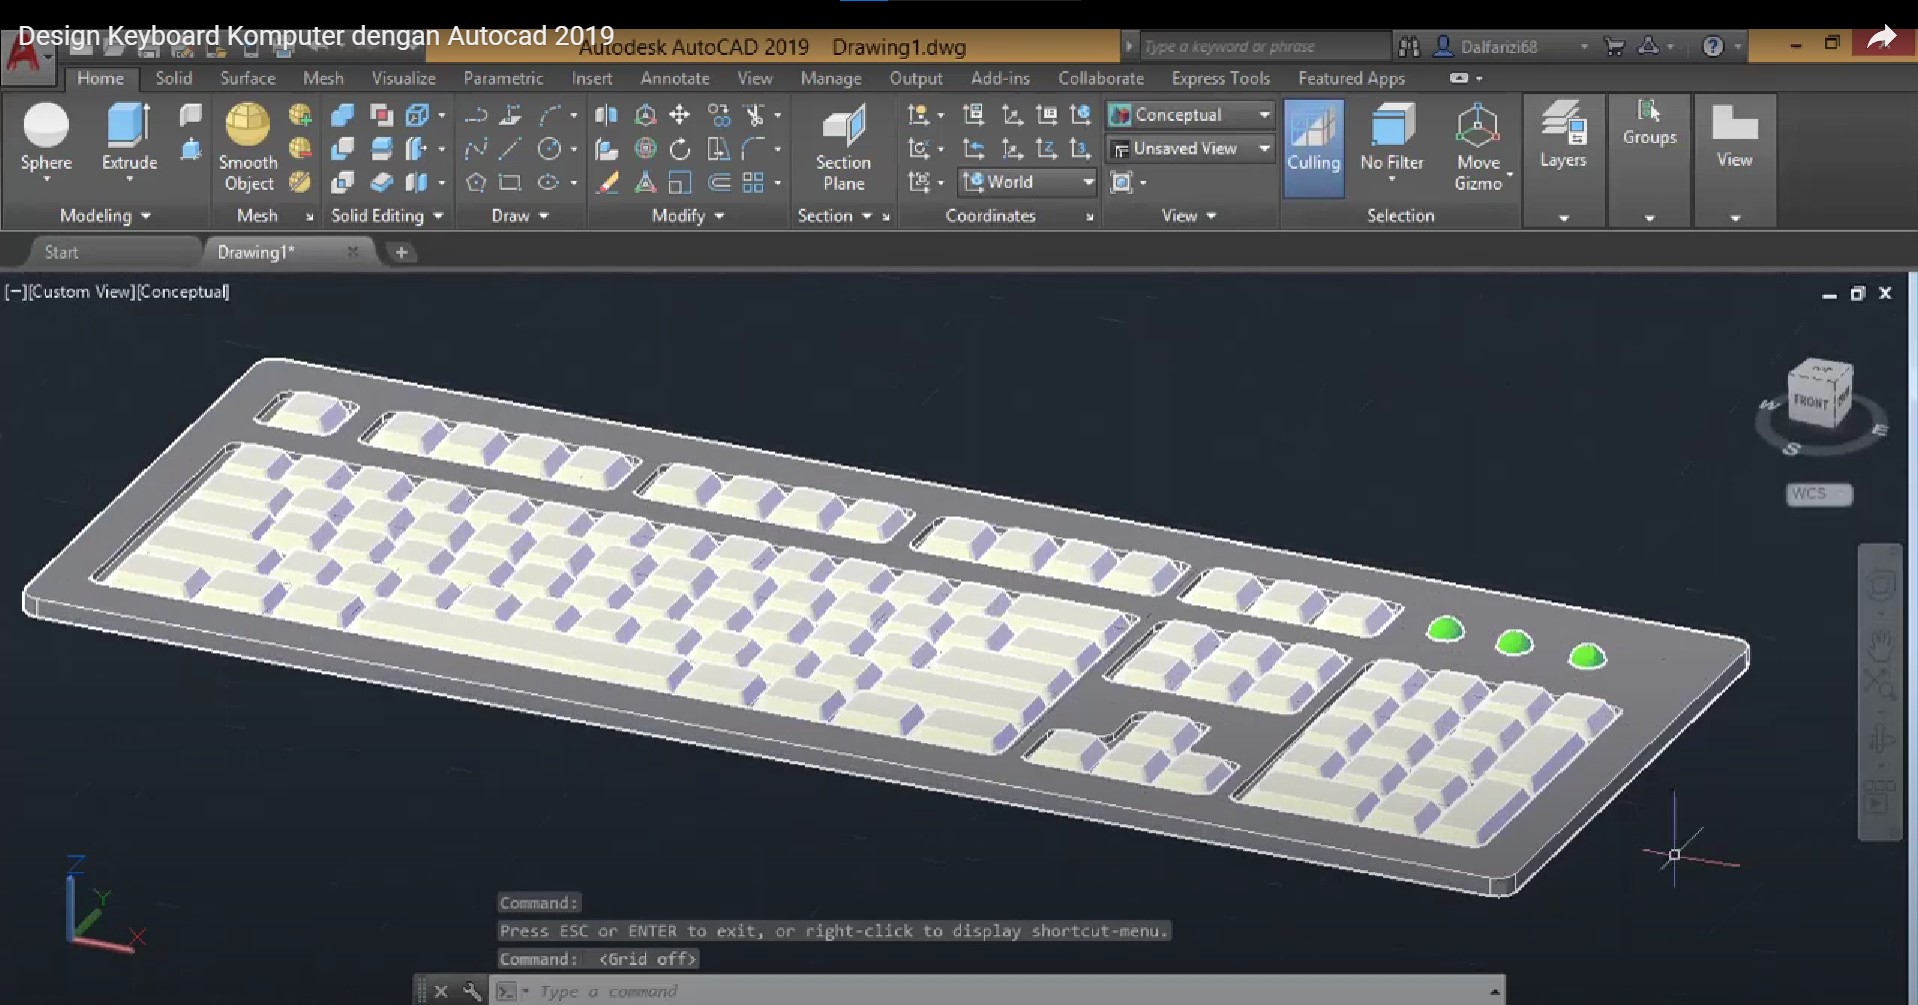 Design Keyboard Komputer dengan Autocad 2019
Autodesk AutoCAD 2019 Drawing1.dwg
Type a keyword or phrase
Dalfarizi68
Home Solid Surface Mesh Visualize Parametric Insert Annotate View Manage Output Add-ins Collaborate Express Tools Featured Apps
Sphere
Extrude
Smooth Object
Section Plane
World
Conceptual
Unsaved View
Culling
No Filter
Move Gizmo
Layers
Groups
View
Modeling
Mesh
Solid Editing
Draw
Modify
Section
Coordinates
View
Selection
Start
Drawing1*
[−][Custom View][Conceptual]
FRONT
W
S
E
WCS
Z
Y
X
Command:
Press ESC or ENTER to exit, or right-click to display shortcut-menu.
Command: <Grid off>
Type a command